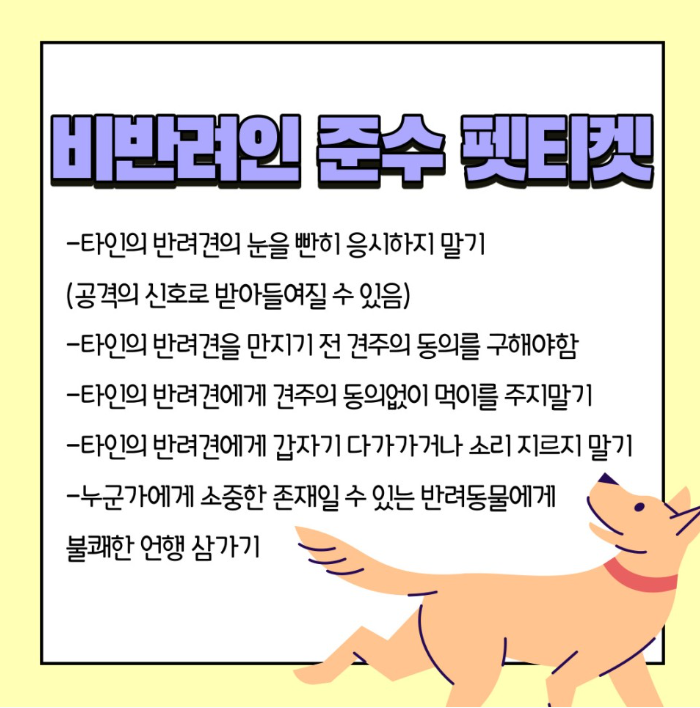 비반려인 준수 펫티켓
-타인의 반려견의 눈을 빤히 응시하지 말기
(공격의 신호로 받아들여질 수 있음)
-타인의 반려견을 만지기 전 견주의 동의를 구해야함
-타인의 반려견에게 견주의 동의없이 먹이를 주지말기
-타인의 반려견에게 갑자기 다가가거나 소리 지르지 말기
-누군가에게 소중한 존재일 수 있는 반려동물에게
불쾌한 언행 삼가기